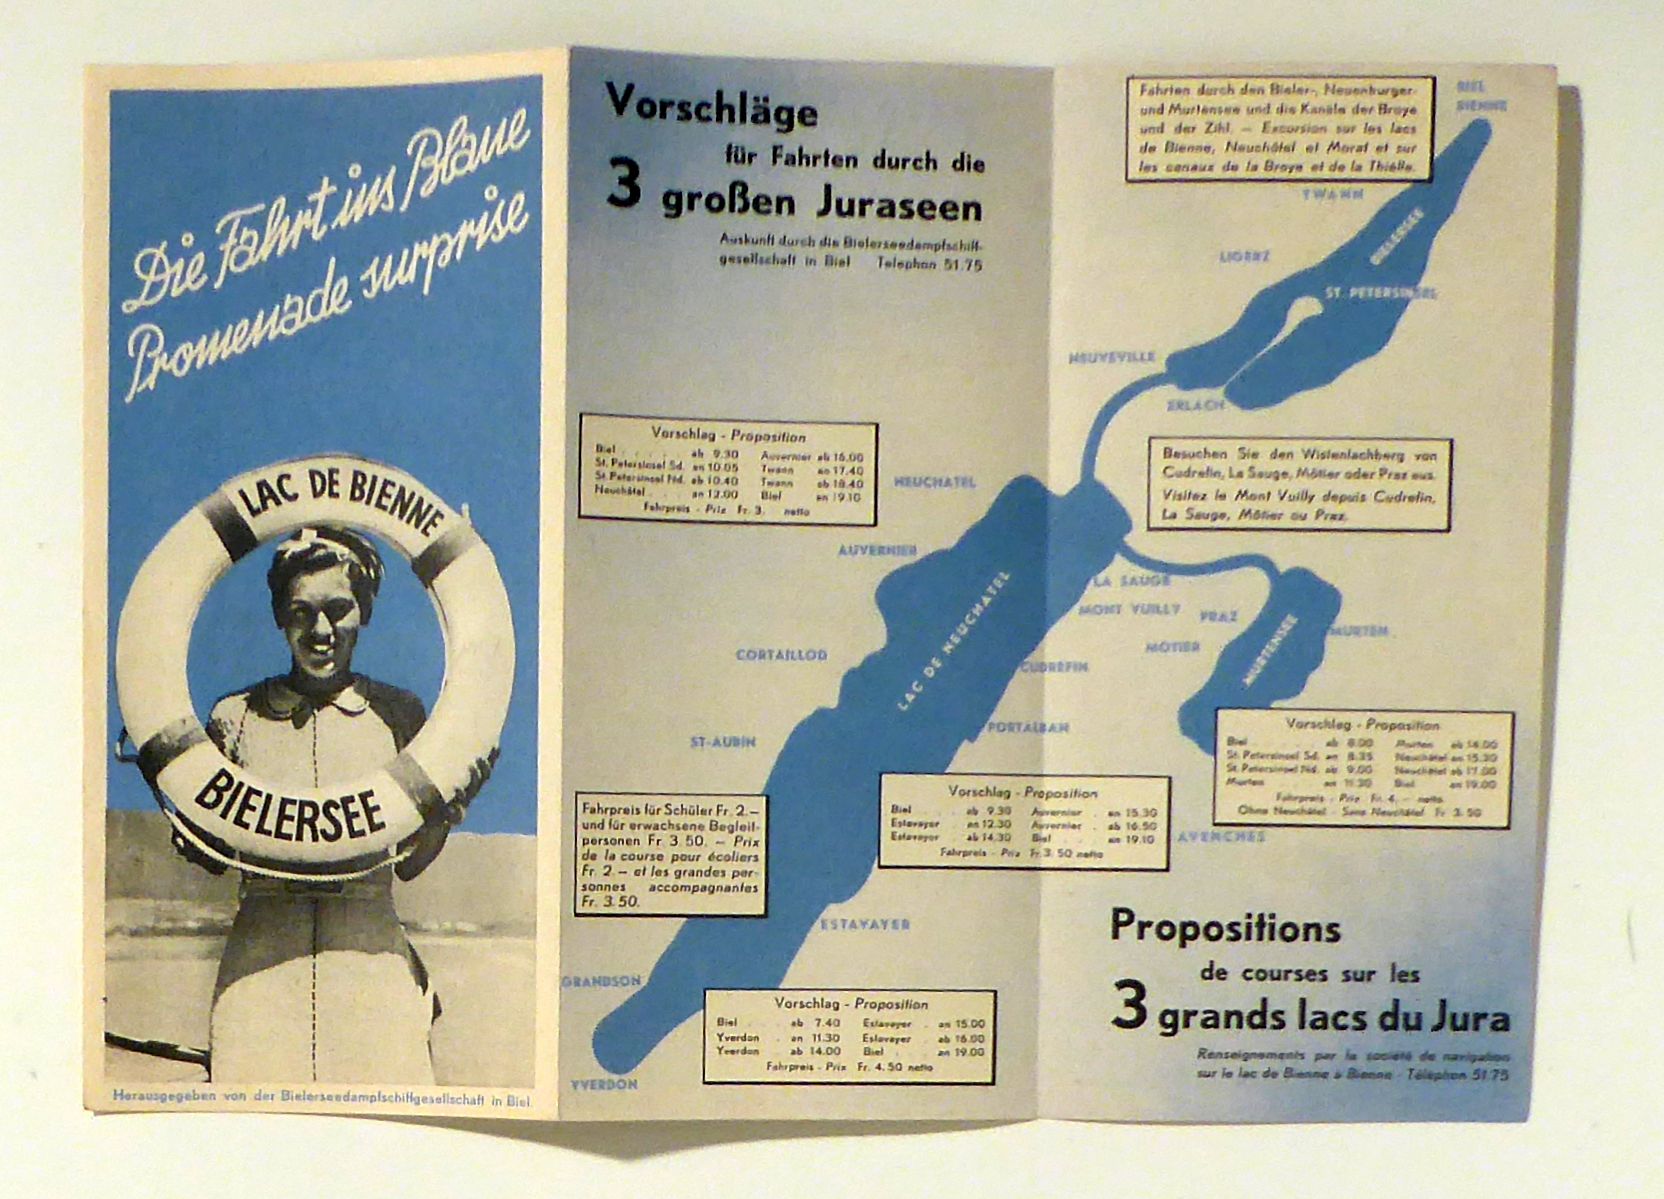 Die Fahrt ins Blaue
Promenade surprise
LAC DE BIENNE
BIELERSEE
Herausgegeben von der Bielerseedampfschiffgesellschaft in Biel.
Vorschläge
für Fahrten durch die
3 großen Juraseen
Auskunft durch die Bielerseedampfschiff-
gesellschaft in Biel Telephon 51.75
Vorschlag - Proposition
Biel . . . . ab 9.30 Auvernier ab 16.00
St. Petersinsel Sd. an 10.05 Twann an 17.40
St. Petersinsel Nd. ab 10.40 Twann ab 18.40
Neuchâtel . . an 12.00 Biel an 19.10
Fahrpreis - Prix Fr. 3. netto
NEUCHATEL
AUVERNIER
CORTAILLOD
ST-AUBIN
LAC DE NEUCHATEL
Fahrpreis für Schüler Fr. 2.–
und für erwachsene Begleit-
personen Fr. 3.50. – Prix
de la course pour écoliers
Fr. 2.– et les grandes per-
sonnes accompagnantes
Fr. 3.50.
ESTAVAYER
GRANDSON
YVERDON
Vorschlag - Proposition
Biel . . ab 7.40 Estavayer . an 15.00
Yverdon . an 11.30 Estavayer . ab 16.00
Yverdon ab 14.00 Biel . . an 19.00
Fahrpreis - Prix Fr. 4.50 netto
Fahrten durch den Bieler-, Neuenburger-
und Murtensee und die Kanäle der Broye
und der Zihl. – Excursion sur les lacs
de Bienne, Neuchâtel et Morat et sur
les canaux de la Broye et de la Thielle.
BIEL
BIENNE
TWANN
LIGERZ
BIELERSEE
ST. PETERSINSEL
NEUVEVILLE
ERLACH
Besuchen Sie den Wistenlachberg von
Cudrefin, La Sauge, Môtier oder Praz aus.
Visitez le Mont Vuilly depuis Cudrefin,
La Sauge, Môtier ou Praz.
LA SAUGE
MONT VUILLY
PRAZ
MOTIER
MURTEN
MURTENSEE
CUDREFIN
PORTALBAN
Vorschlag - Proposition
Biel ab 8.00 Murten ab 14.00
St. Petersinsel Sd. an 8.35 Neuchâtel an 15.30
St. Petersinsel Nd. ab 9.00 Neuchâtel ab 17.00
Murten an 11.30 Biel an 19.00
Fahrpreis - Prix Fr. 4. – netto
Ohne Neuchâtel - Sans Neuchâtel Fr. 3.50
Vorschlag - Proposition
Biel . . ab 9.30 Auvernier . an 15.30
Estavayer . an 12.30 Auvernier . ab 16.50
Estavayer ab 14.30 Biel . . an 19.10
Fahrpreis - Prix Fr. 3.50 netto
AVENCHES
Propositions
de courses sur les
3 grands lacs du Jura
Renseignements par la société de navigation
sur le lac de Bienne à Bienne - Téléphon 51.75